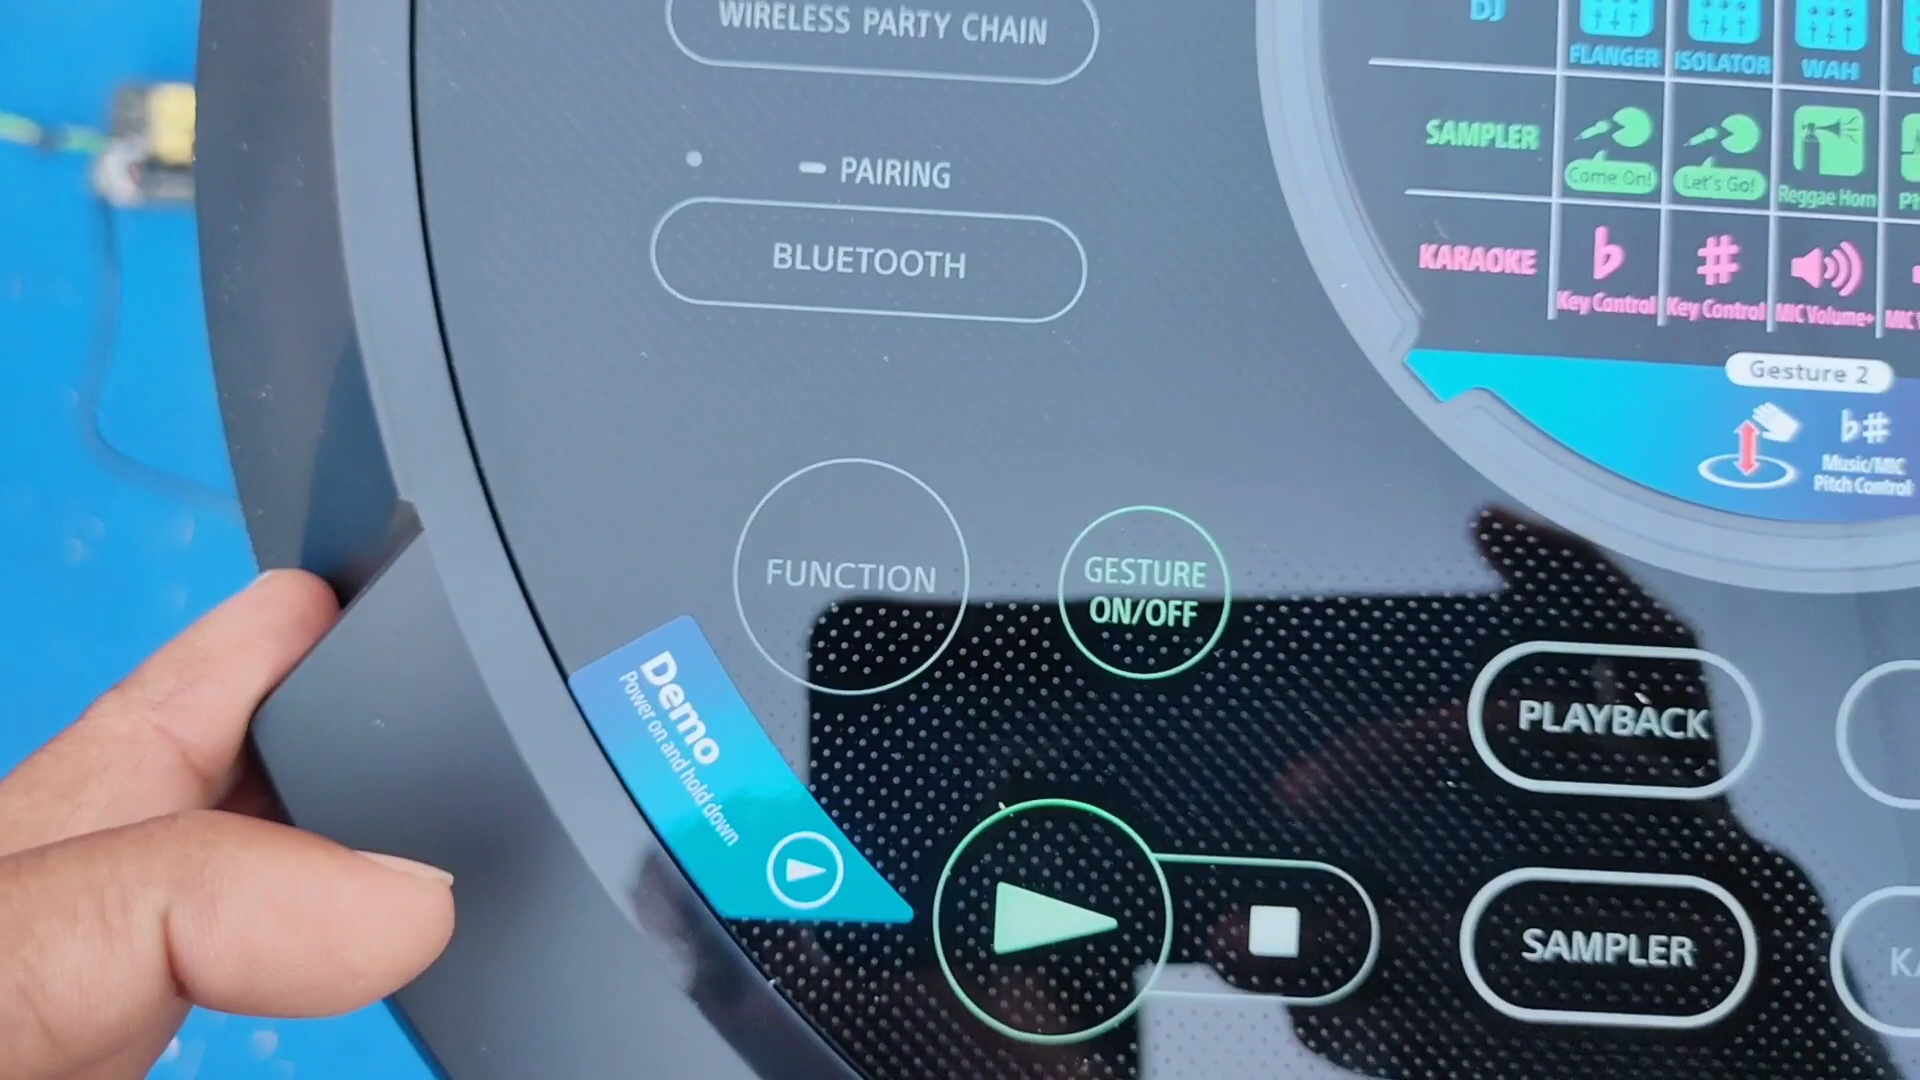 WIRELESS PARTY CHAIN
PAIRING
BLUETOOTH
DJ
FLANGER ISOLATOR WAH
SAMPLER
Come On! Let's Go! Reggae Horn
KARAOKE
Key Control Key Control MIC Volume+ MIC
Gesture 2
♭#
Music/MIC
Pitch Control
FUNCTION
GESTURE
ON/OFF
Demo
Power on and hold down
PLAYBACK
SAMPLER